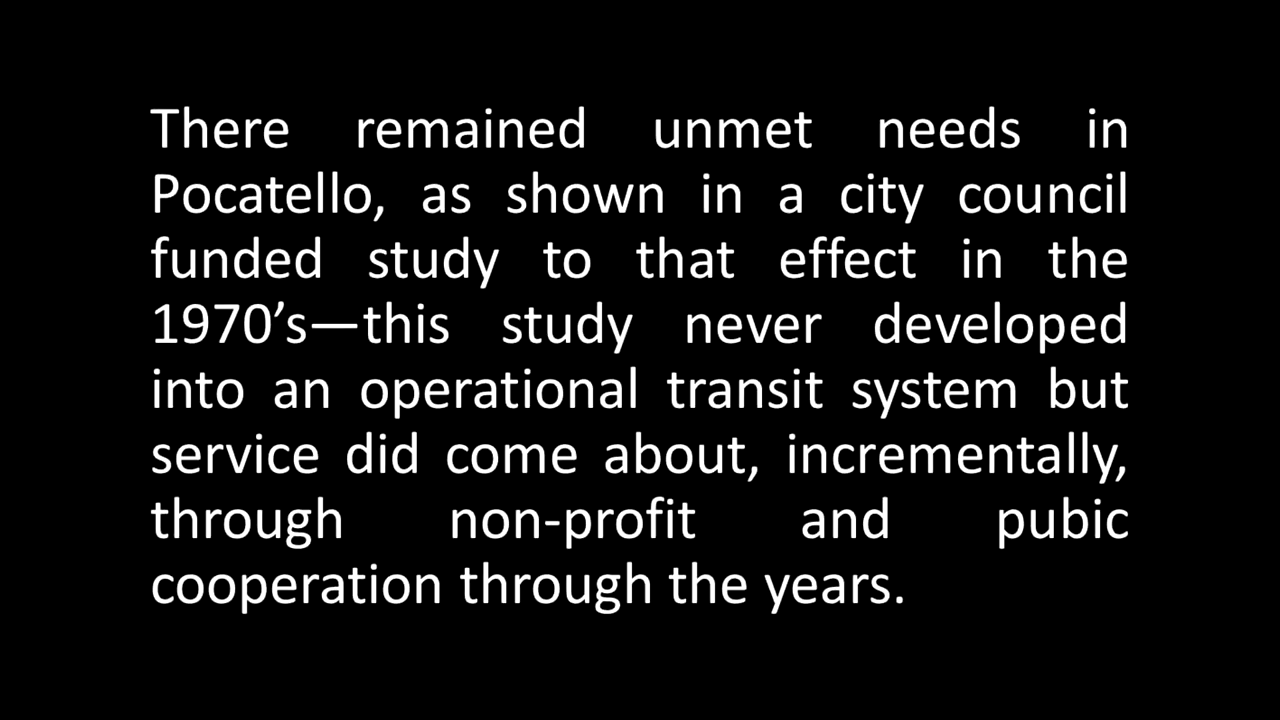 There remained unmet needs in
Pocatello, as shown in a city council
funded study to that effect in the
1970’s—this study never developed
into an operational transit system but
service did come about, incrementally,
through non-profit and pubic
cooperation through the years.